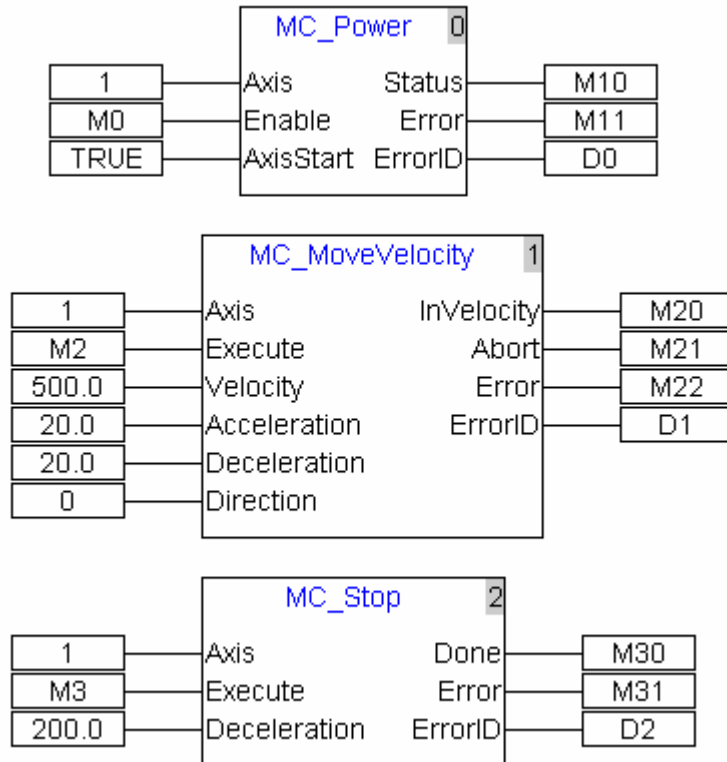 MC_Power 0
1 Axis Status M10
M0 Enable Error M11
TRUE AxisStart ErrorID D0
MC_MoveVelocity 1
1 Axis InVelocity M20
M2 Execute Abort M21
500.0 Velocity Error M22
20.0 Acceleration ErrorID D1
20.0 Deceleration
0 Direction
MC_Stop 2
1 Axis Done M30
M3 Execute Error M31
200.0 Deceleration ErrorID D2